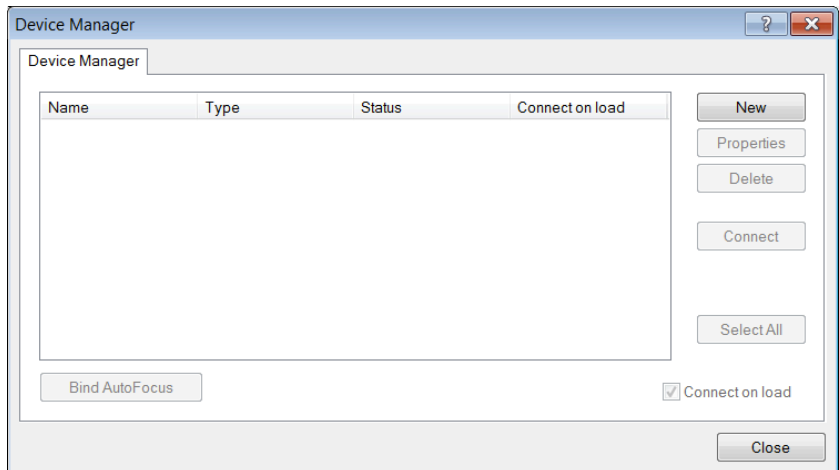 Device Manager
?
Device Manager
Name Type Status Connect on load
New
Properties
Delete
Connect
Select All
Bind AutoFocus
Connect on load
Close